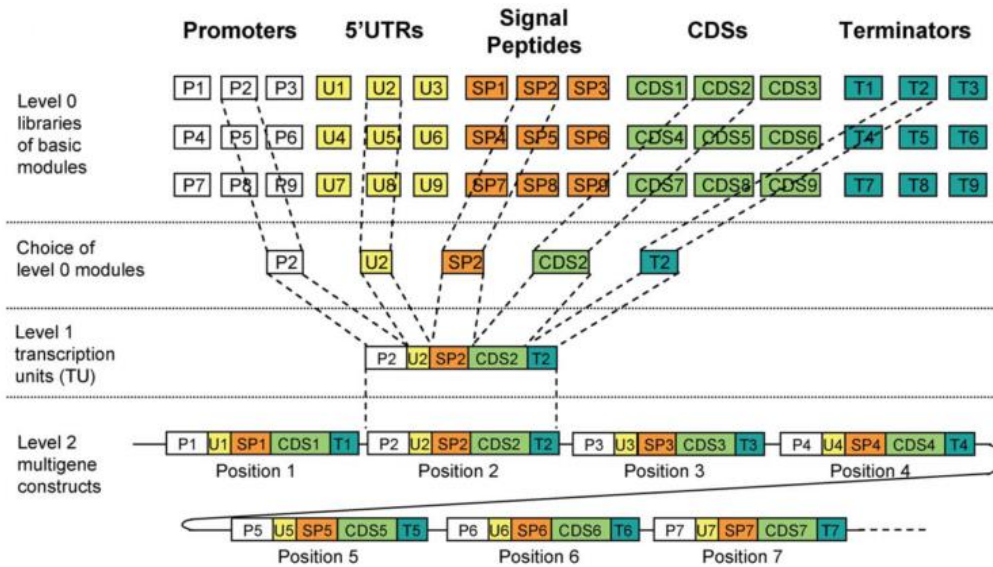 Promoters 5'UTRs Signal Peptides CDSs Terminators
Level 0 libraries of basic modules
P1 P2 P3 U1 U2 U3 SP1 SP2 SP3 CDS1 CDS2 CDS3 T1 T2 T3
P4 P5 P6 U4 U5 U6 SP4 SP5 SP6 CDS4 CDS5 CDS6 T4 T5 T6
P7 P8 P9 U7 U8 U9 SP7 SP8 SP9 CDS7 CDS8 CDS9 T7 T8 T9
Choice of level 0 modules
P2 U2 SP2 CDS2 T2
Level 1 transcription units (TU)
P2 U2 SP2 CDS2 T2
Level 2 multigene constructs
P1 U1 SP1 CDS1 T1 P2 U2 SP2 CDS2 T2 P3 U3 SP3 CDS3 T3 P4 U4 SP4 CDS4 T4
Position 1 Position 2 Position 3 Position 4
P5 U5 SP5 CDS5 T5 P6 U6 SP6 CDS6 T6 P7 U7 SP7 CDS7 T7
Position 5 Position 6 Position 7